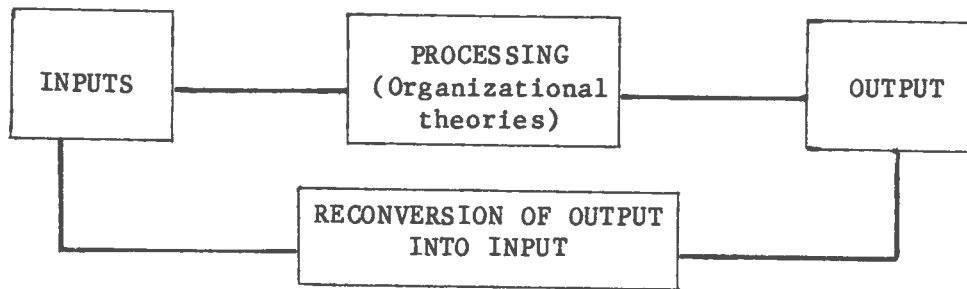 INPUTS
PROCESSING
(Organizational
theories)
OUTPUT
RECONVERSION OF OUTPUT
INTO INPUT